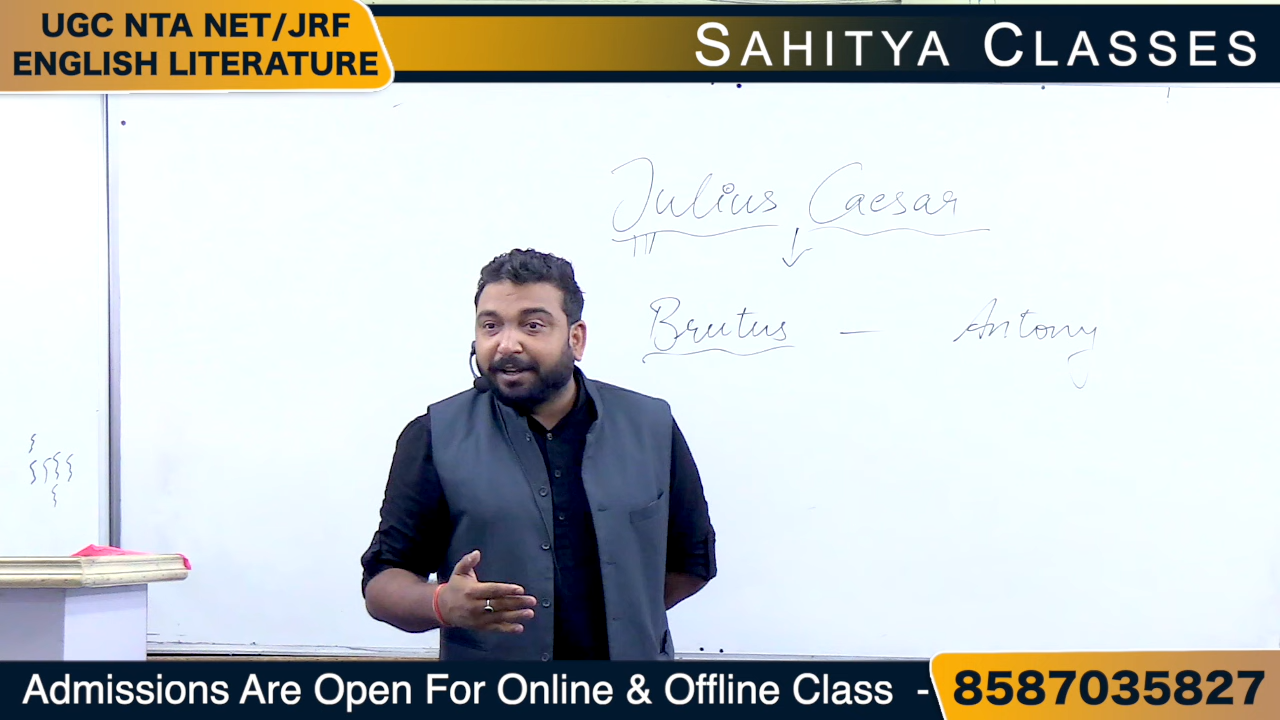 UGC NTA NET/JRF
ENGLISH LITERATURE
SAHITYA CLASSES
Julius Caesar
Brutus — Antony
Admissions Are Open For Online & Offline Class - 8587035827